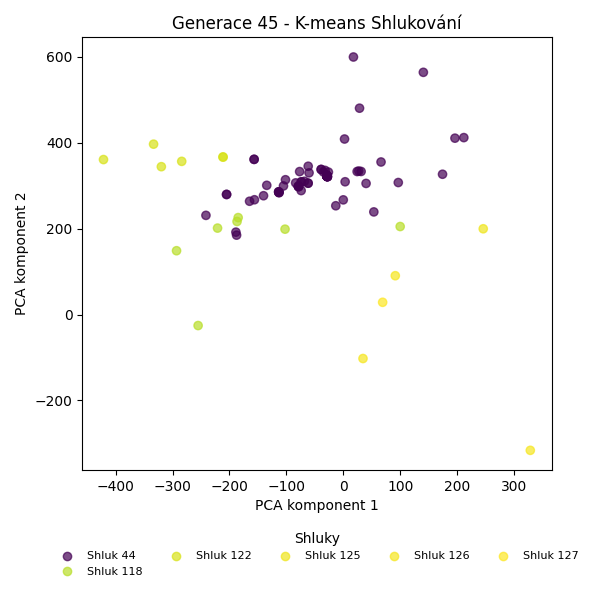 Generace 45 - K-means Shlukování
600
400
200
0
−200
PCA komponent 2
−400 −300 −200 −100 0 100 200 300
PCA komponent 1
Shluky
Shluk 44 Shluk 122 Shluk 125 Shluk 126 Shluk 127
Shluk 118